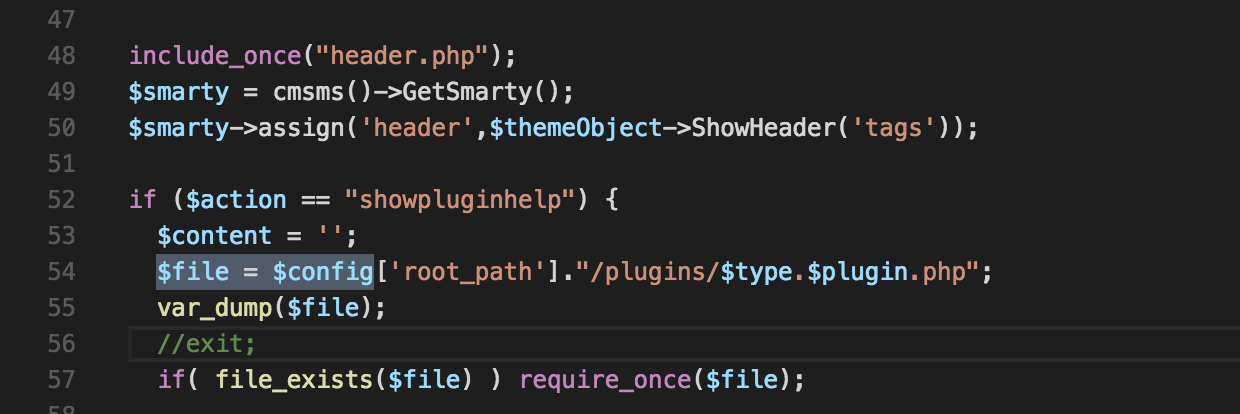 47
48 include_once("header.php");
49 $smarty = cmsms()->GetSmarty();
50 $smarty->assign('header',$themeObject->ShowHeader('tags'));
51
52 if ($action == "showpluginhelp") {
53 $content = '';
54 $file = $config['root_path']."/plugins/$type.$plugin.php";
55 var_dump($file);
56 //exit;
57 if( file_exists($file) ) require_once($file);
58